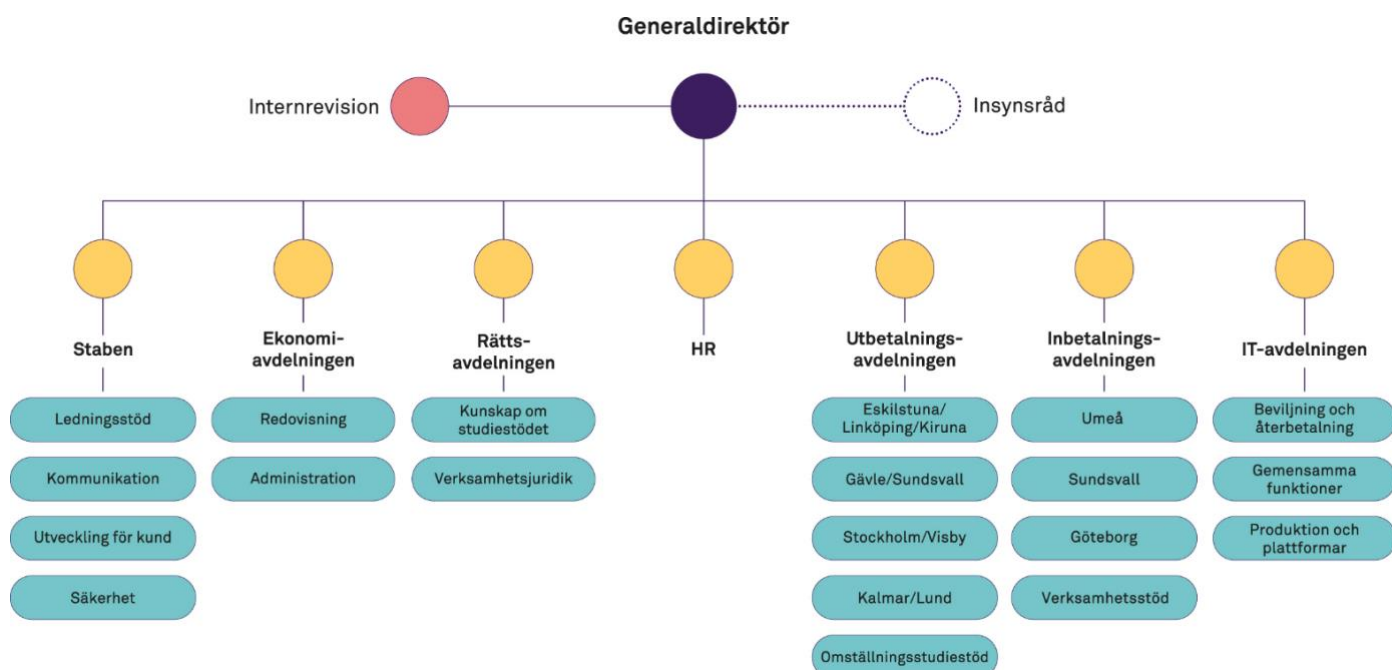 Generaldirektör
Internrevision
Insynsråd
Staben
Ledningsstöd
Kommunikation
Utveckling för kund
Säkerhet
Ekonomi-
avdelningen
Redovisning
Administration
Rätts-
avdelningen
Kunskap om
studiestödet
Verksamhetsjuridik
HR
Utbetalnings-
avdelningen
Eskilstuna/
Linköping/Kiruna
Gävle/Sundsvall
Stockholm/Visby
Kalmar/Lund
Omställningsstudiestöd
Inbetalnings-
avdelningen
Umeå
Sundsvall
Göteborg
Verksamhetsstöd
IT-avdelningen
Beviljning och
återbetalning
Gemensamma
funktioner
Produktion och
plattformar